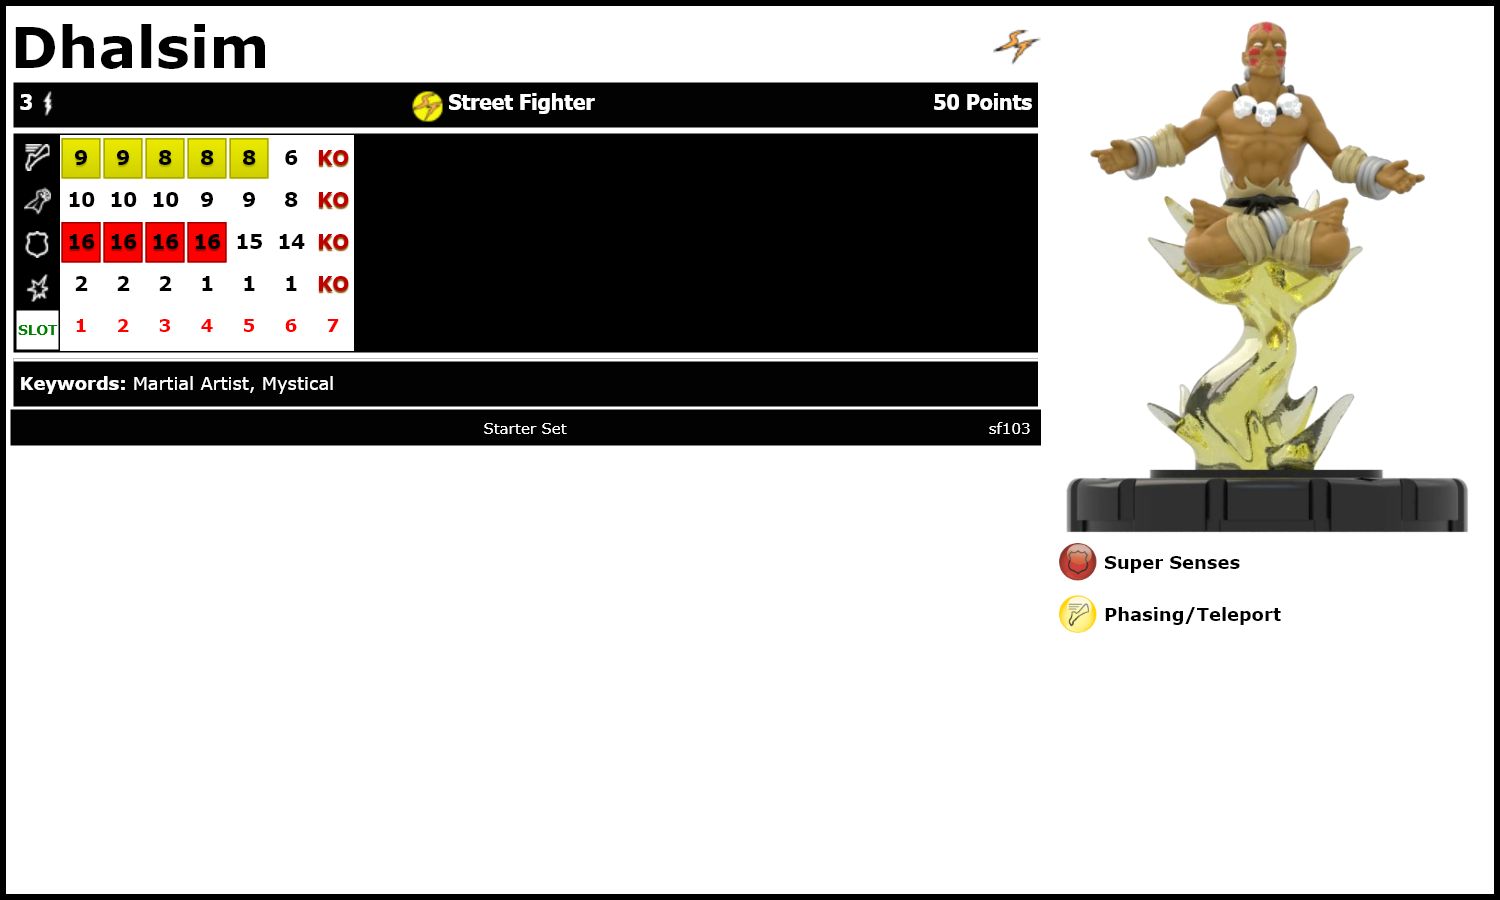 Dhalsim
3 Street Fighter 50 Points
9 9 8 8 8 6 KO
10 10 10 9 9 8 KO
16 16 16 16 15 14 KO
2 2 2 1 1 1 KO
SLOT 1 2 3 4 5 6 7
Keywords: Martial Artist, Mystical
Starter Set sf103
Super Senses
Phasing/Teleport